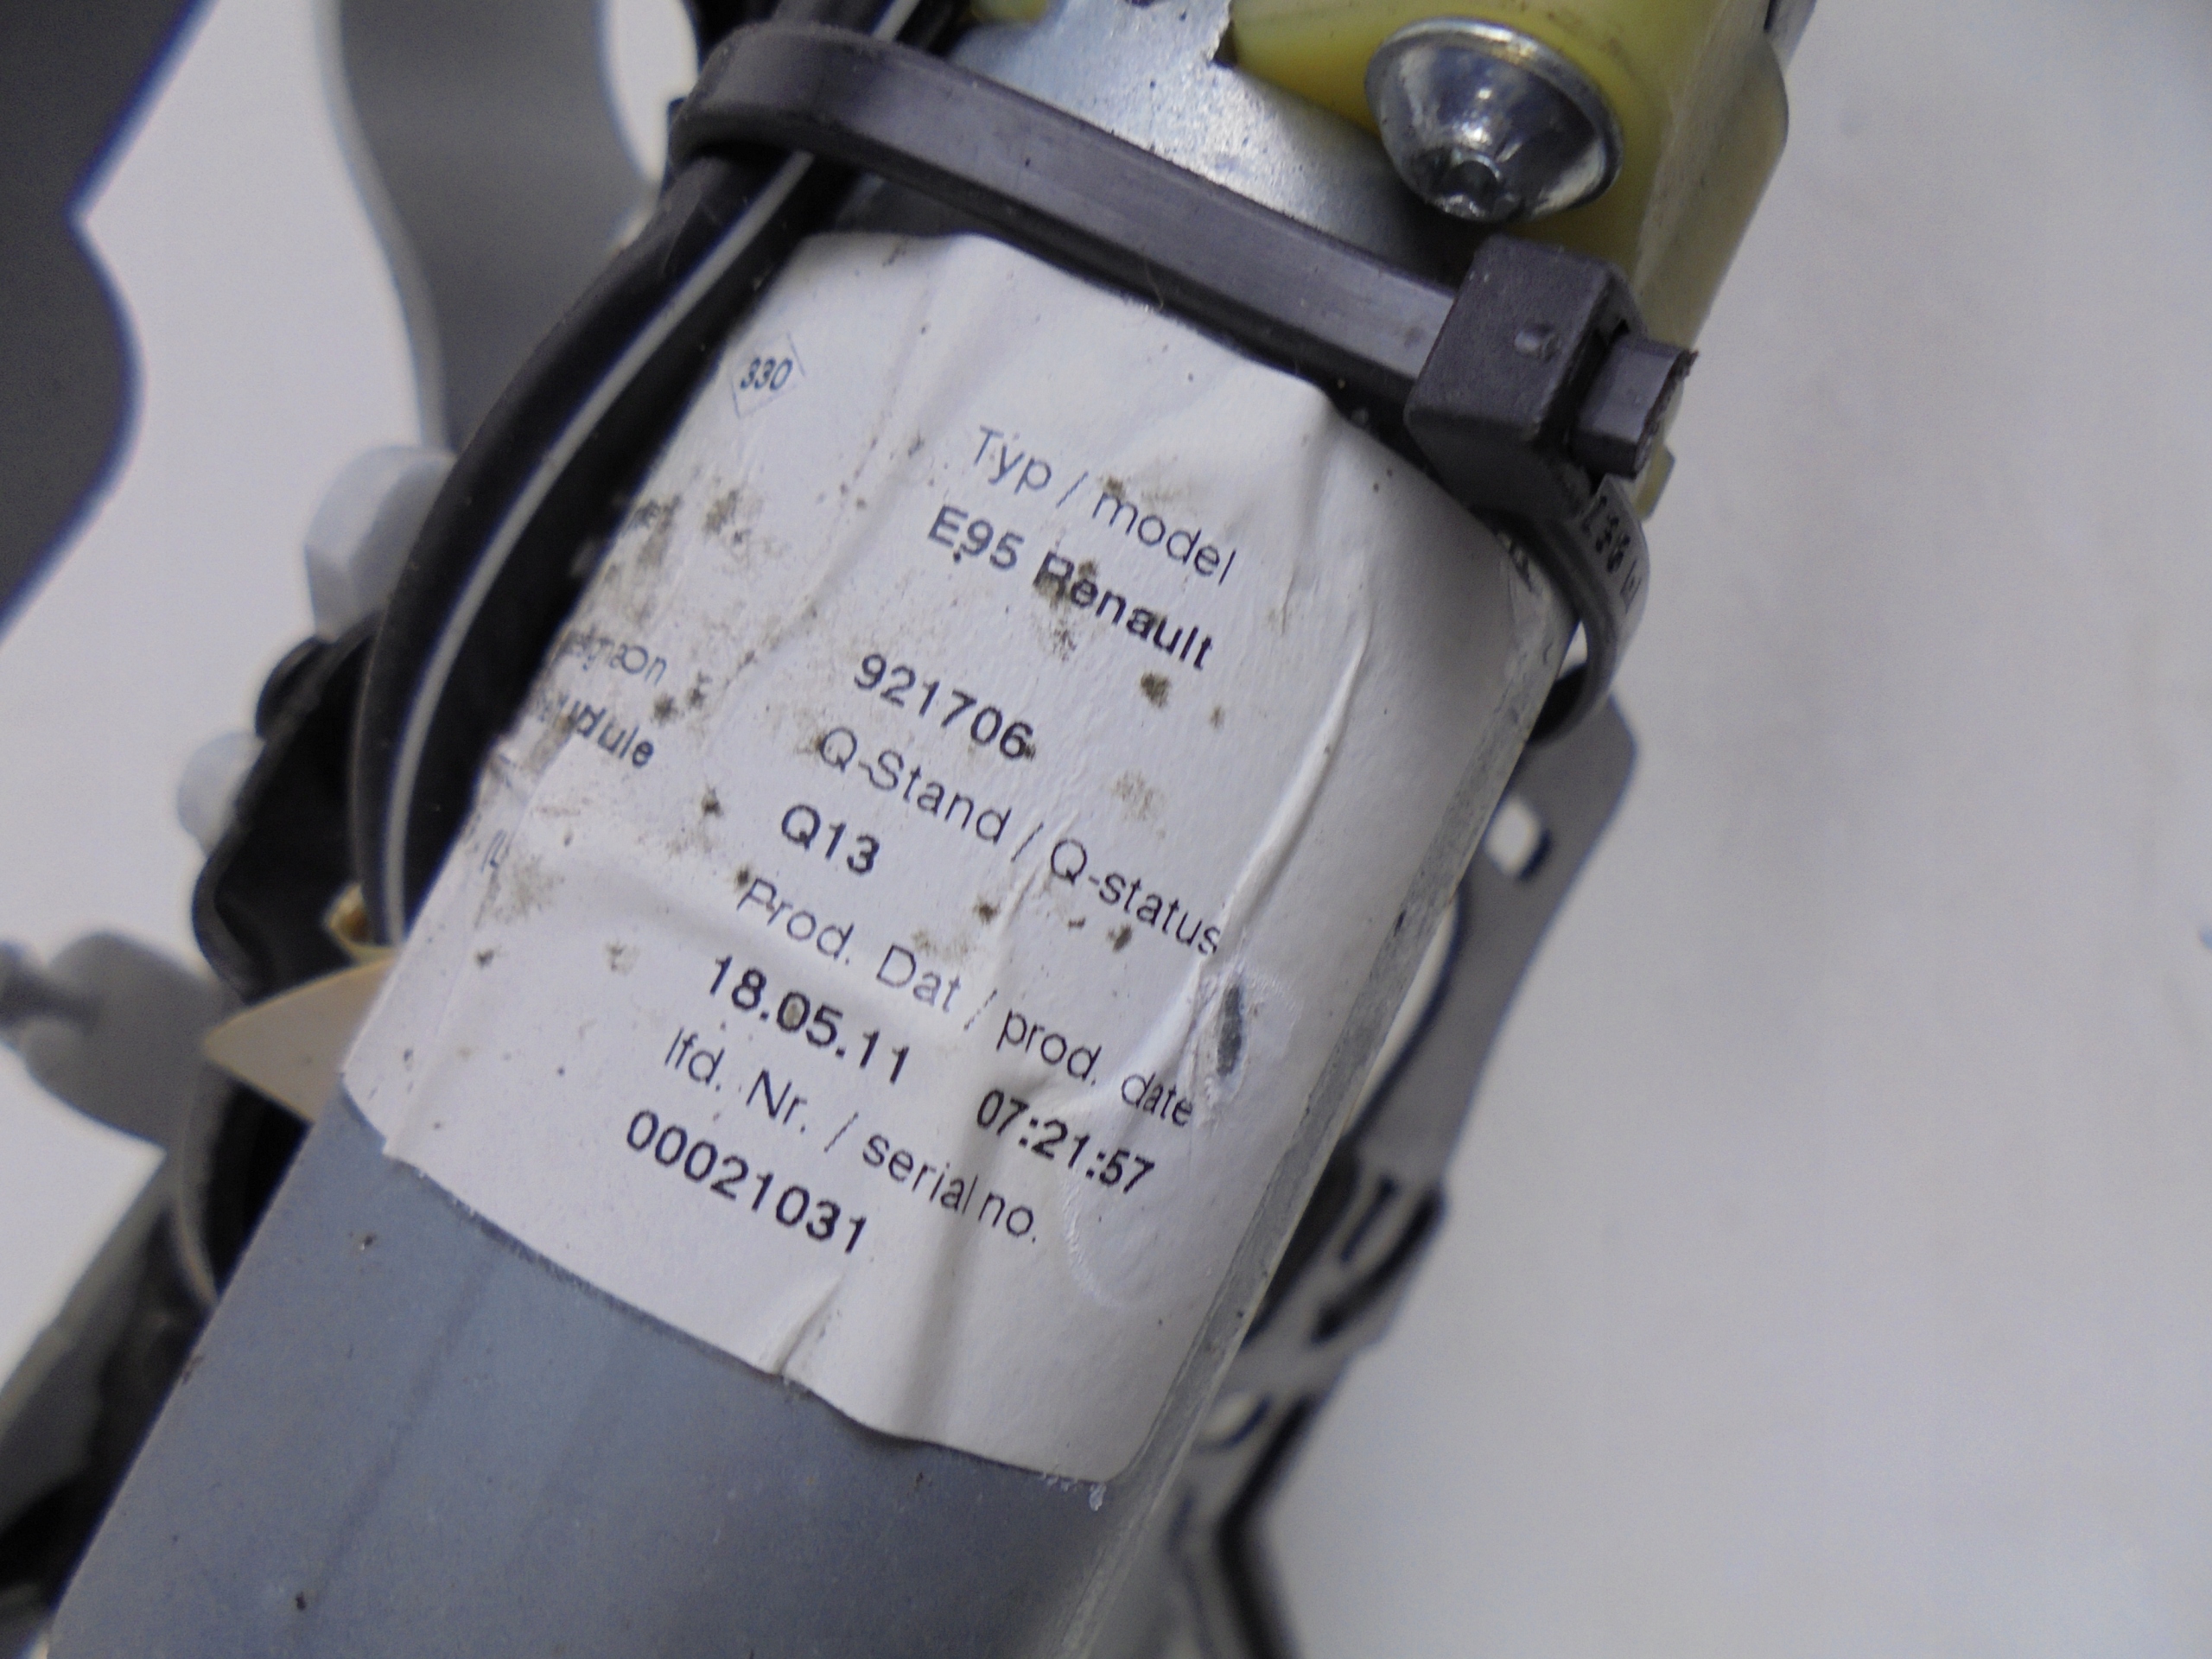 330
Typ / model
E95 Renault
921706
Q-Stand / Q-status
Q13
Prod. Dat / prod. date
18.05.11 07:21:57
lfd. Nr. / serial no.
00021031